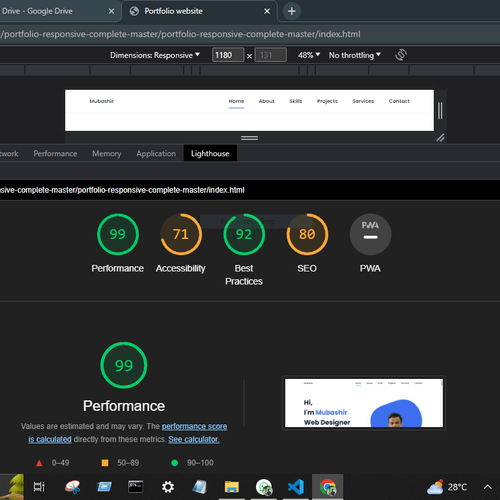 Drive - Google Drive
Portfolio website
/portfolio-responsive-complete-master/portfolio-responsive-complete-master/index.html
Dimensions: Responsive
1180
×
131
48%
No throttling
Mubashir
Home
About
Skills
Projects
Services
Contact
twork
Performance
Memory
Application
Lighthouse
nsive-complete-master/portfolio-responsive-complete-master/index.html
99
71
92
80
PWA
Performance
Accessibility
Best
Practices
SEO
PWA
99
Performance
Values are estimated and may vary. The performance score
is calculated directly from these metrics. See calculator.
0–49
50–89
90–100
Hi,
I'm Mubashir
Web Designer
28°C